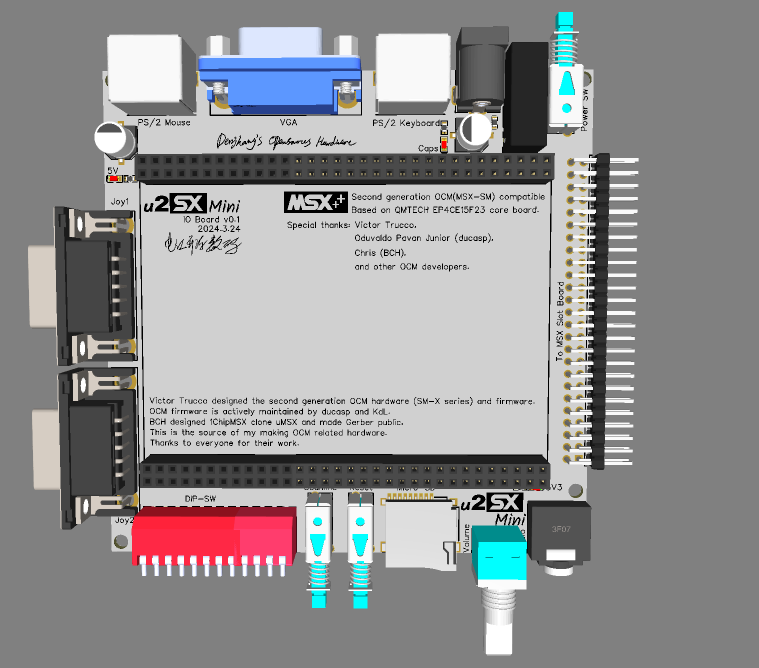 PS/2 Mouse
VGA
PS/2 Keyboard
Power SW
Denjhang's Opensources Hardware
Caps
5V
Joy1
u2SX Mini
IO Board v0.1
2024.3.24
MSX++
Second generation OCM(MSX-SM) compatible
Based on QMTECH EP4CE15F23 core board.
Special thanks: Victor Trucco,
Oduvaldo Pavan Junior (ducasp),
Chris (BCH),
and other OCM developers.
To MSX Slot Board
Victor Trucco designed the second generation OCM hardware (SM-X series) and firmware.
OCM firmware is actively maintained by ducasp and KdL.
BCH designed 1ChipMSX clone uMSX and made Gerber public.
This is the source of my making OCM related hardware.
Thanks to everyone for their work.
DiP-SW
Reset
Micro SD
u2SX
Mini
Volume
3F07
Joy2